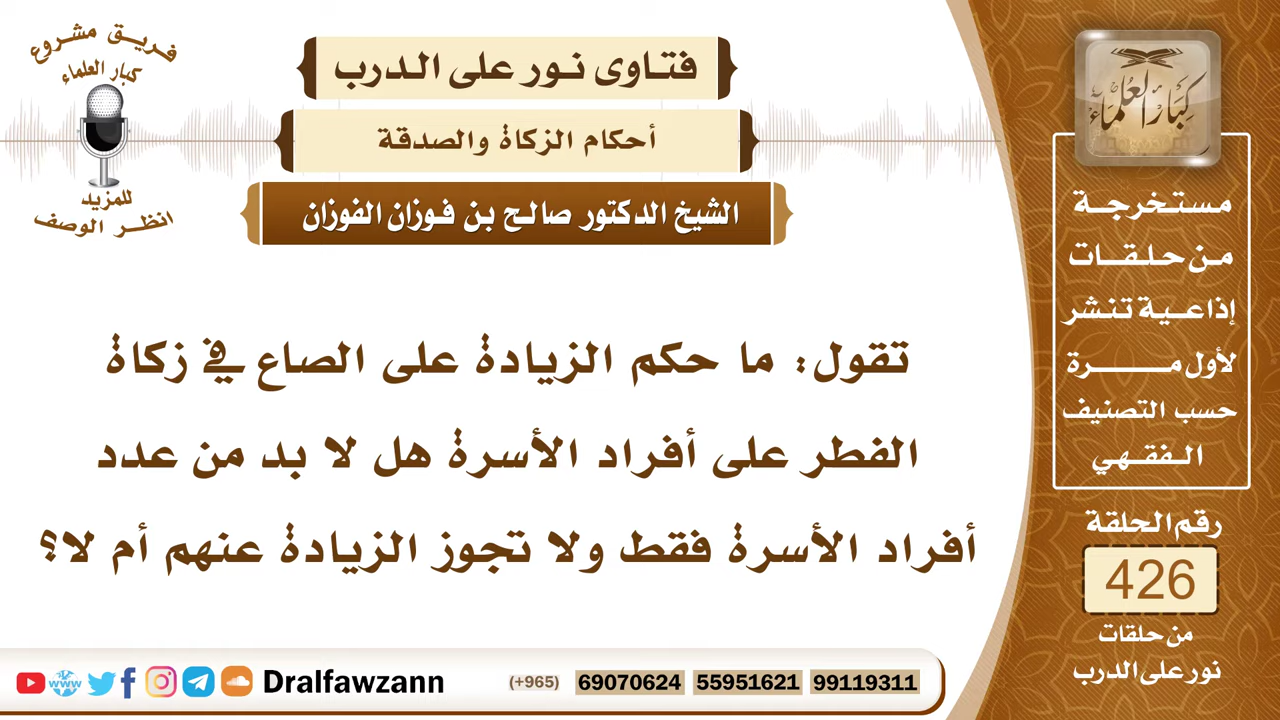 فريق مشروع
كبار العلماء
للمزيد
انظر الوصف
فتاوى نور على الدرب
أحكام الزكاة والصدقة
الشيخ الدكتور صالح بن فوزان الفوزان
تقول: ما حكم الزيادة على الصاع في زكاة
الفطر على أفراد الأسرة هل لا بد من عدد
أفراد الأسرة فقط ولا تجوز الزيادة عنهم أم لا؟
كبار العلماء
مستخرجة
من حلقات
إذاعية تنشر
لأول مرة
حسب التصنيف
الفقهي
رقم الحلقة
426
من حلقات
نور على الدرب
www Dralfawzann (+965) 69070624 55951621 99119311